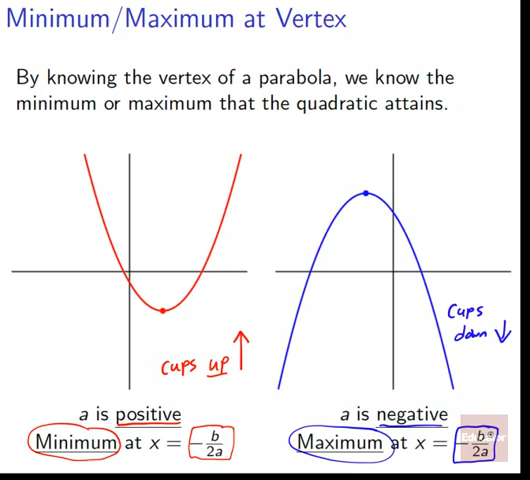 Minimum/Maximum at Vertex
By knowing the vertex of a parabola, we know the
minimum or maximum that the quadratic attains.
cups up
cups
down
a is positive
Minimum at x = -b/2a
a is negative
Maximum at x = -b/2a